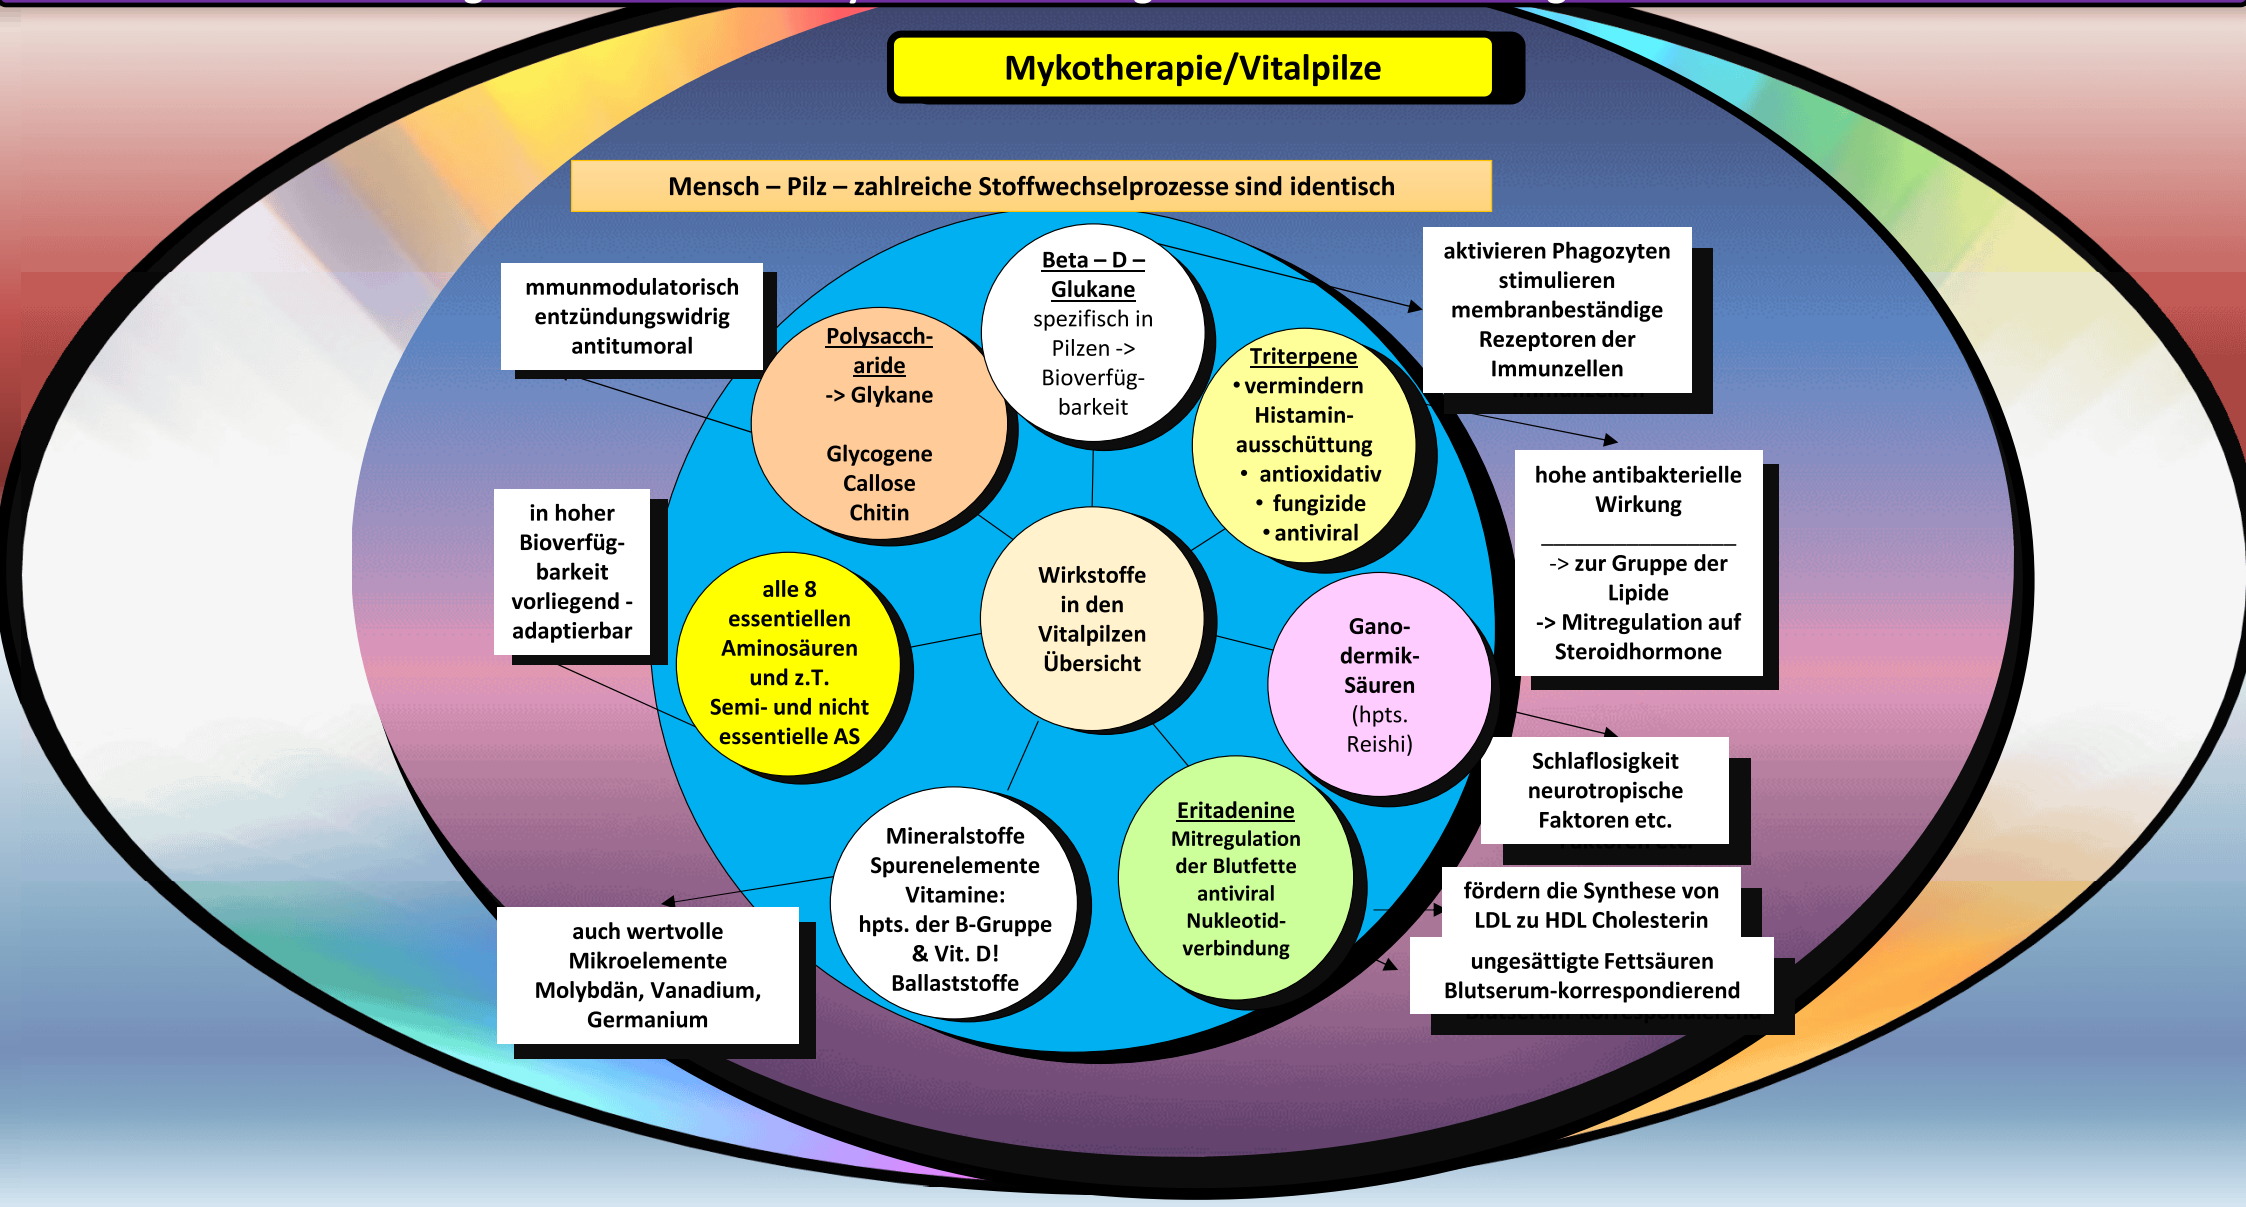 Mykotherapie/Vitalpilze
Mensch – Pilz – zahlreiche Stoffwechselprozesse sind identisch
mmunmodulatorisch
entzündungswidrig
antitumoral
Polysacch-
aride
-> Glykane
Glycogene
Callose
Chitin
Beta – D –
Glukane
spezifisch in
Pilzen ->
Bioverfüg-
barkeit
aktivieren Phagozyten
stimulieren
membranbeständige
Rezeptoren der
Immunzellen
Triterpene
• vermindern
Histamin-
ausschüttung
• antioxidativ
• fungizide
• antiviral
hohe antibakterielle
Wirkung
________________
-> zur Gruppe der
Lipide
-> Mitregulation auf
Steroidhormone
in hoher
Bioverfüg-
barkeit
vorliegend -
adaptierbar
alle 8
essentiellen
Aminosäuren
und z.T.
Semi- und nicht
essentielle AS
Wirkstoffe
in den
Vitalpilzen
Übersicht
Gano-
dermik-
Säuren
(hpts.
Reishi)
Schlaflosigkeit
neurotropische
Faktoren etc.
Mineralstoffe
Spurenelemente
Vitamine:
hpts. der B-Gruppe
& Vit. D!
Ballaststoffe
Eritadenine
Mitregulation
der Blutfette
antiviral
Nukleotid-
verbindung
fördern die Synthese von
LDL zu HDL Cholesterin
ungesättigte Fettsäuren
Blutserum-korrespondierend
auch wertvolle
Mikroelemente
Molybdän, Vanadium,
Germanium